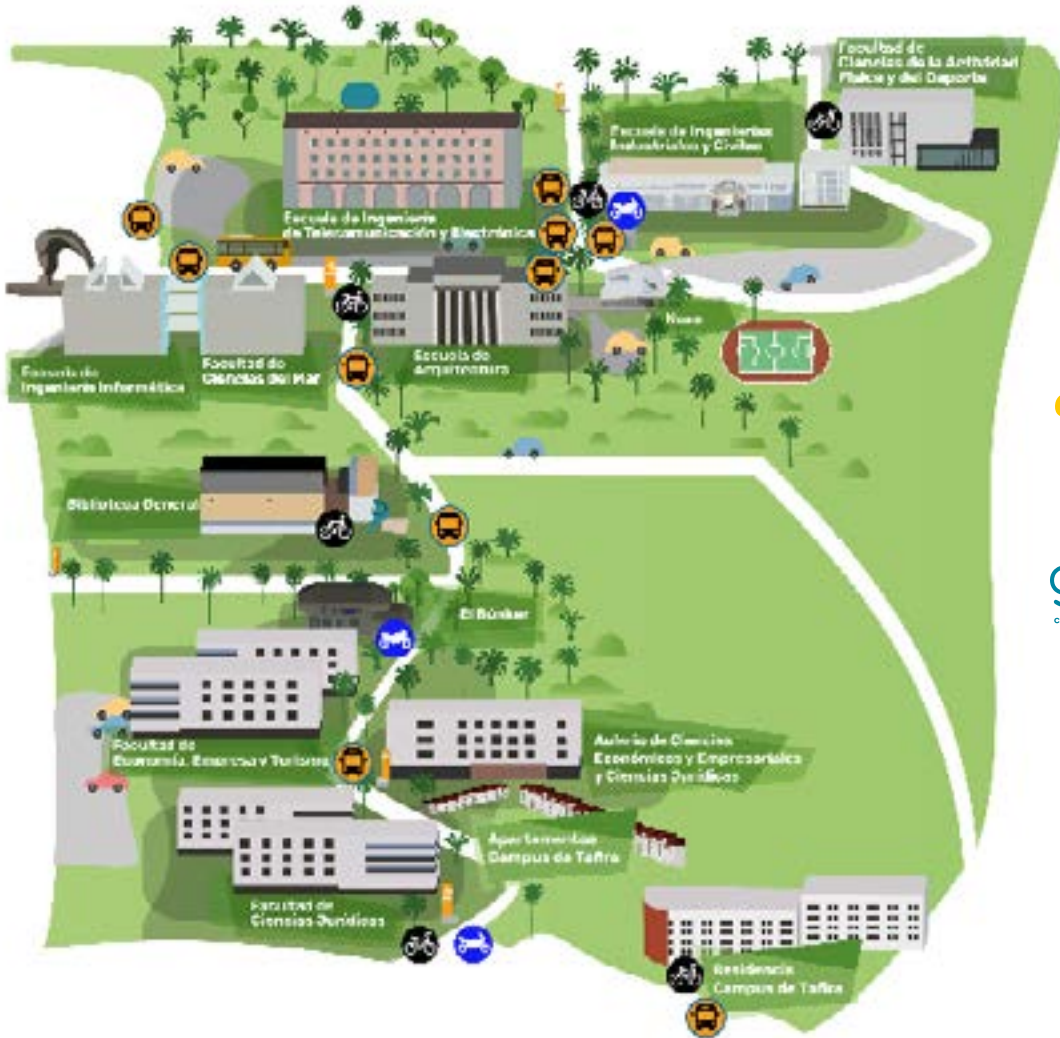 Facultad de
Ciencias de la Actividad
Física y del Deporte
Escuela de Ingenierías
Industriales y Civiles
Escuela de Ingeniería
de Telecomunicación y Electrónica
Escuela de
Ingeniería Informática
Facultad de
Ciencias del Mar
Escuela de
Arquitectura
Biblioteca General
El Búnker
Facultad de
Economía, Empresa y Turismo
Aulario de Ciencias
Económicas y Empresariales
y Ciencias Jurídicas
Apartamentos
Campus de Tafira
Facultad de
Ciencias Jurídicas
Residencia
Campus de Tafira